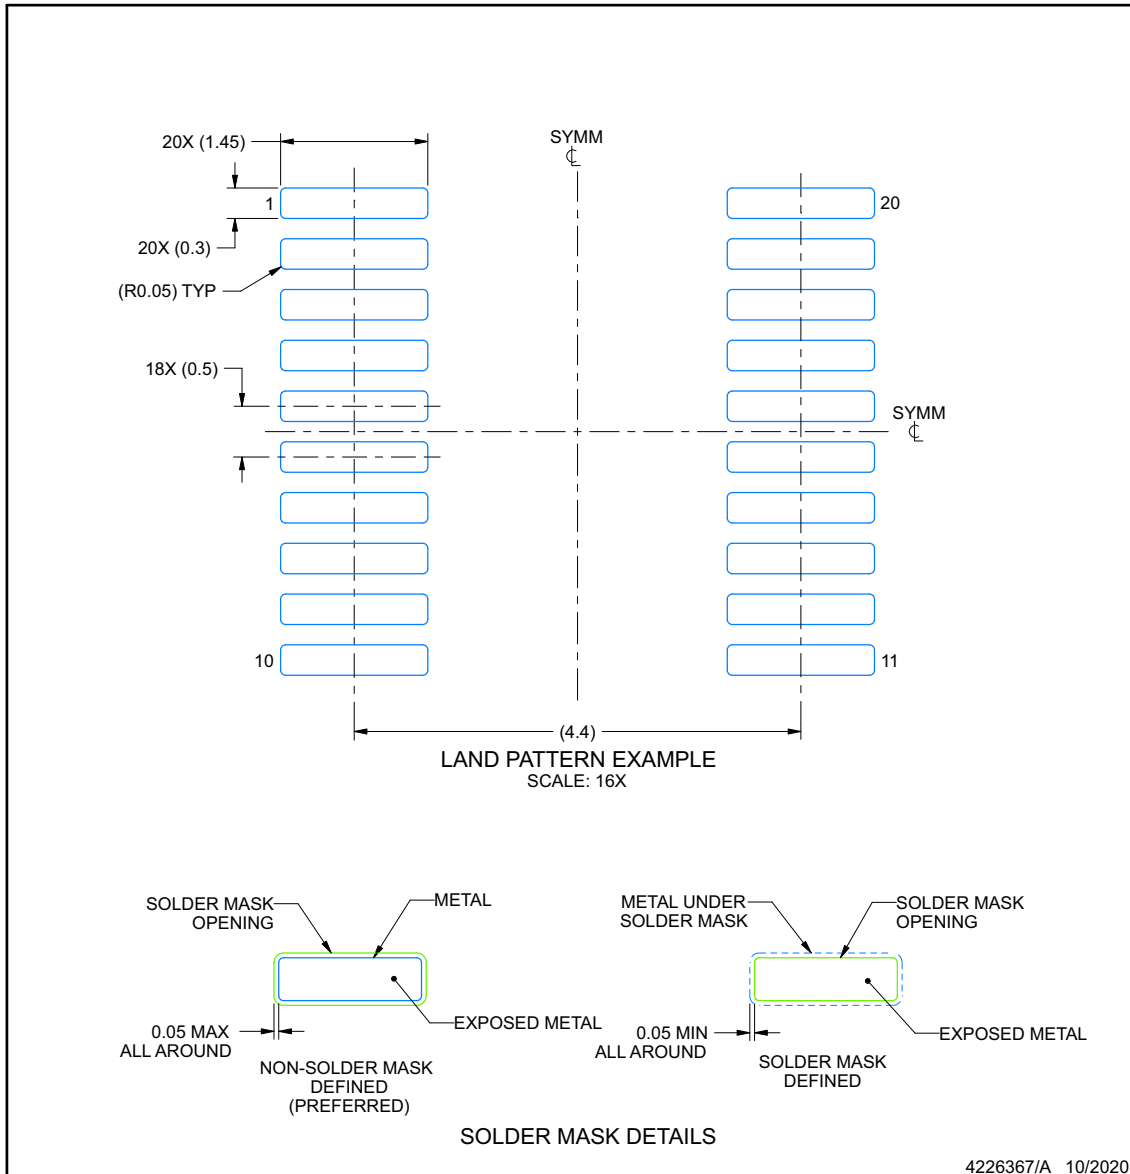 SYMM
℄
20X (1.45)
1
20
20X (0.3)
(R0.05) TYP
18X (0.5)
SYMM
℄
10
11
(4.4)
LAND PATTERN EXAMPLE
SCALE: 16X
SOLDER MASK
OPENING
METAL
EXPOSED METAL
0.05 MAX
ALL AROUND
NON-SOLDER MASK
DEFINED
(PREFERRED)
METAL UNDER
SOLDER MASK
SOLDER MASK
OPENING
EXPOSED METAL
0.05 MIN
ALL AROUND
SOLDER MASK
DEFINED
SOLDER MASK DETAILS
4226367/A 10/2020